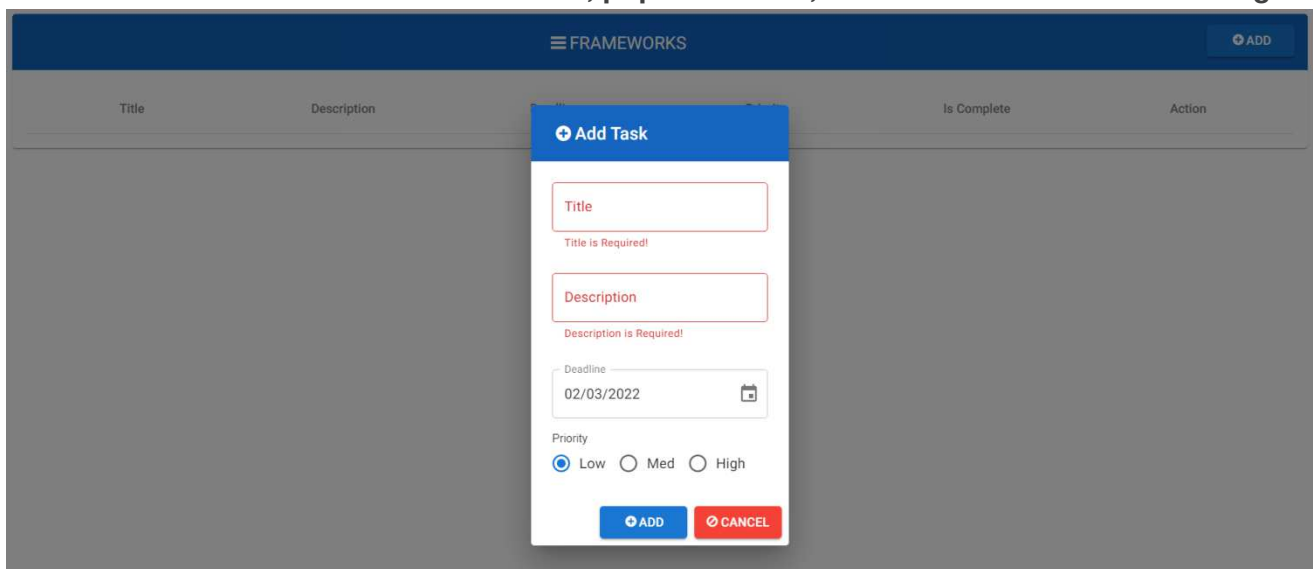 FRAMEWORKS
ADD
Title Description Is Complete Action
Add Task
Title
Title is Required!
Description
Description is Required!
Deadline
02/03/2022
Priority
Low Med High
ADD CANCEL